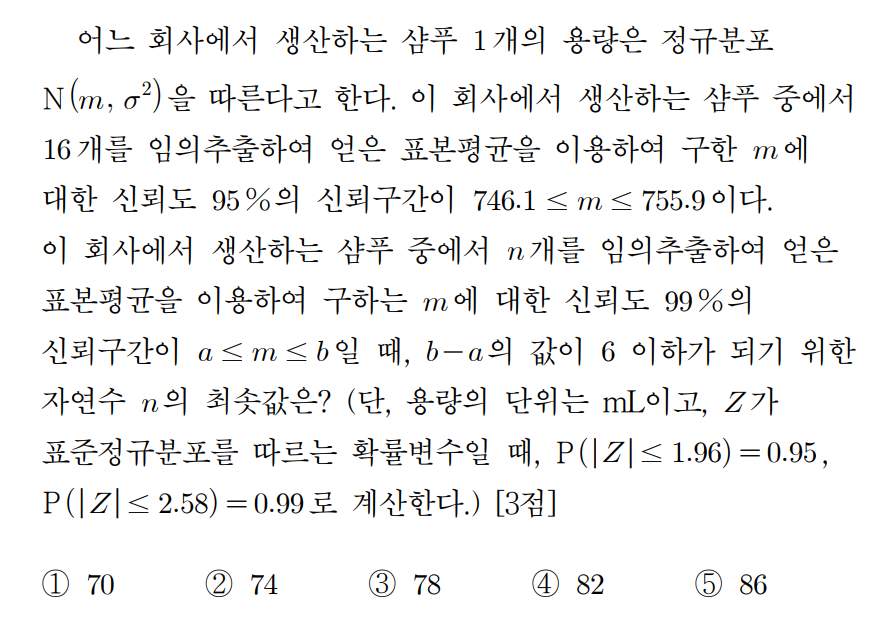 어느 회사에서 생산하는 샴푸 1개의 용량은 정규분포
N(m, σ²)을 따른다고 한다. 이 회사에서 생산하는 샴푸 중에서
16개를 임의추출하여 얻은 표본평균을 이용하여 구한 m에
대한 신뢰도 95%의 신뢰구간이 746.1 ≤ m ≤ 755.9이다.
이 회사에서 생산하는 샴푸 중에서 n개를 임의추출하여 얻은
표본평균을 이용하여 구하는 m에 대한 신뢰도 99%의
신뢰구간이 a ≤ m ≤ b일 때, b-a의 값이 6 이하가 되기 위한
자연수 n의 최솟값은? (단, 용량의 단위는 mL이고, Z가
표준정규분포를 따르는 확률변수일 때, P(|Z| ≤ 1.96) = 0.95,
P(|Z| ≤ 2.58) = 0.99로 계산한다.) [3점]
① 70 ② 74 ③ 78 ④ 82 ⑤ 86